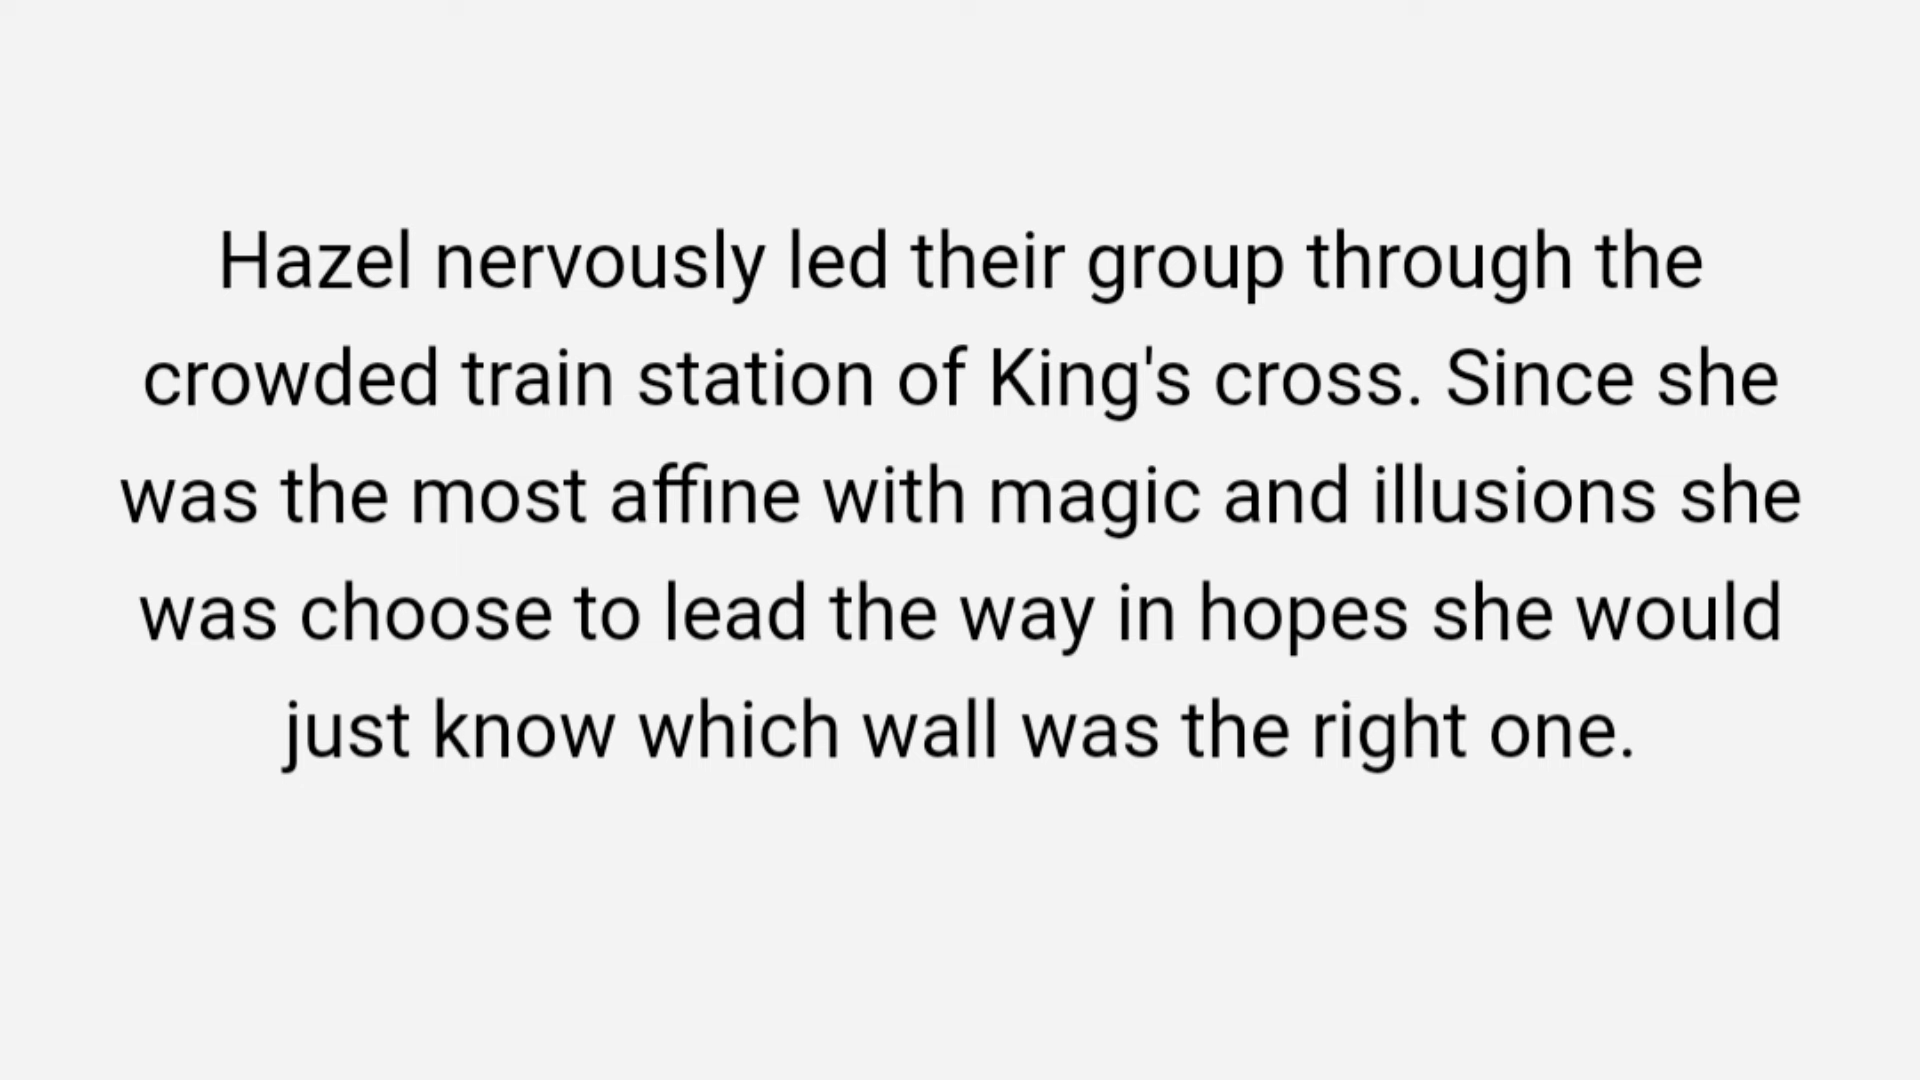 Hazel nervously led their group through the
crowded train station of King's cross. Since she
was the most affine with magic and illusions she
was choose to lead the way in hopes she would
just know which wall was the right one.